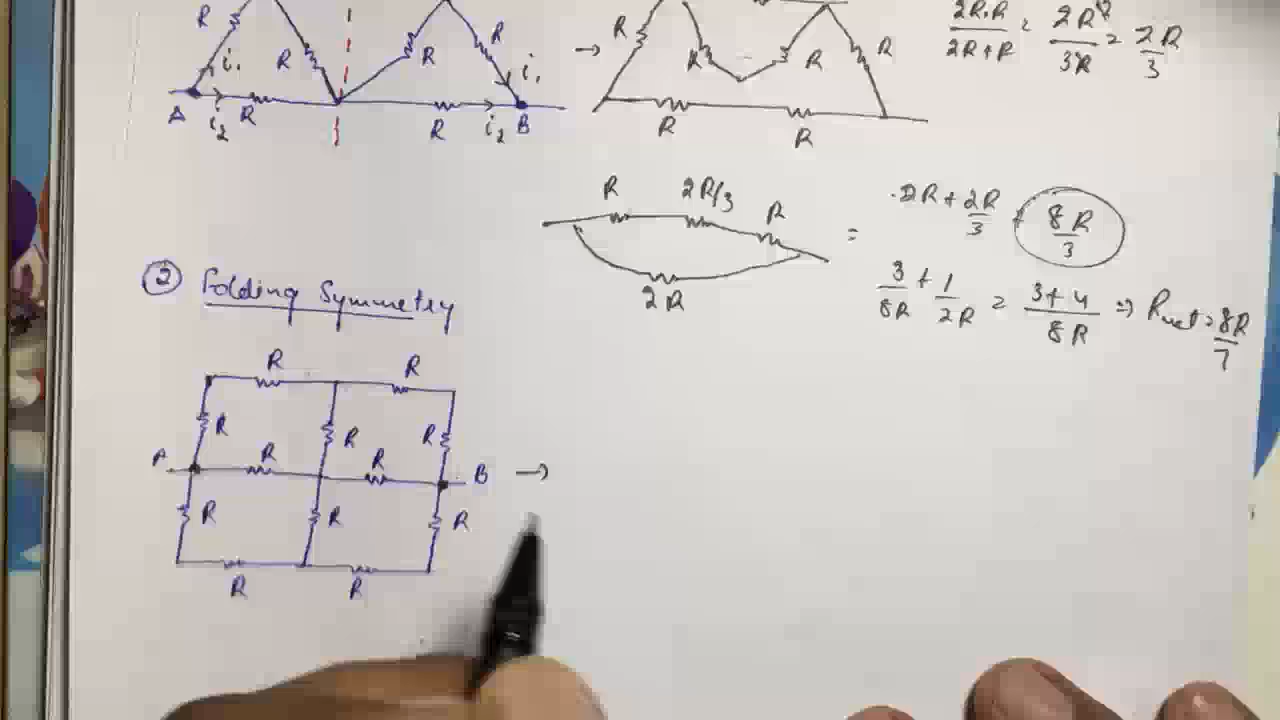 R R R R
i₁ i₁
A R R B
i₂ i₂
→ R R R R
R R
2R.R/2R+R = 2R²/3R = 2R/3
R 2R/3 R
2R
= 2R + 2R/3 = 8R/3
3/8R + 1/2R = 3+4/8R ⇒ Rnet = 8R/7
② Folding Symmetry
R R
R R R
A R R B →
R R R
R R